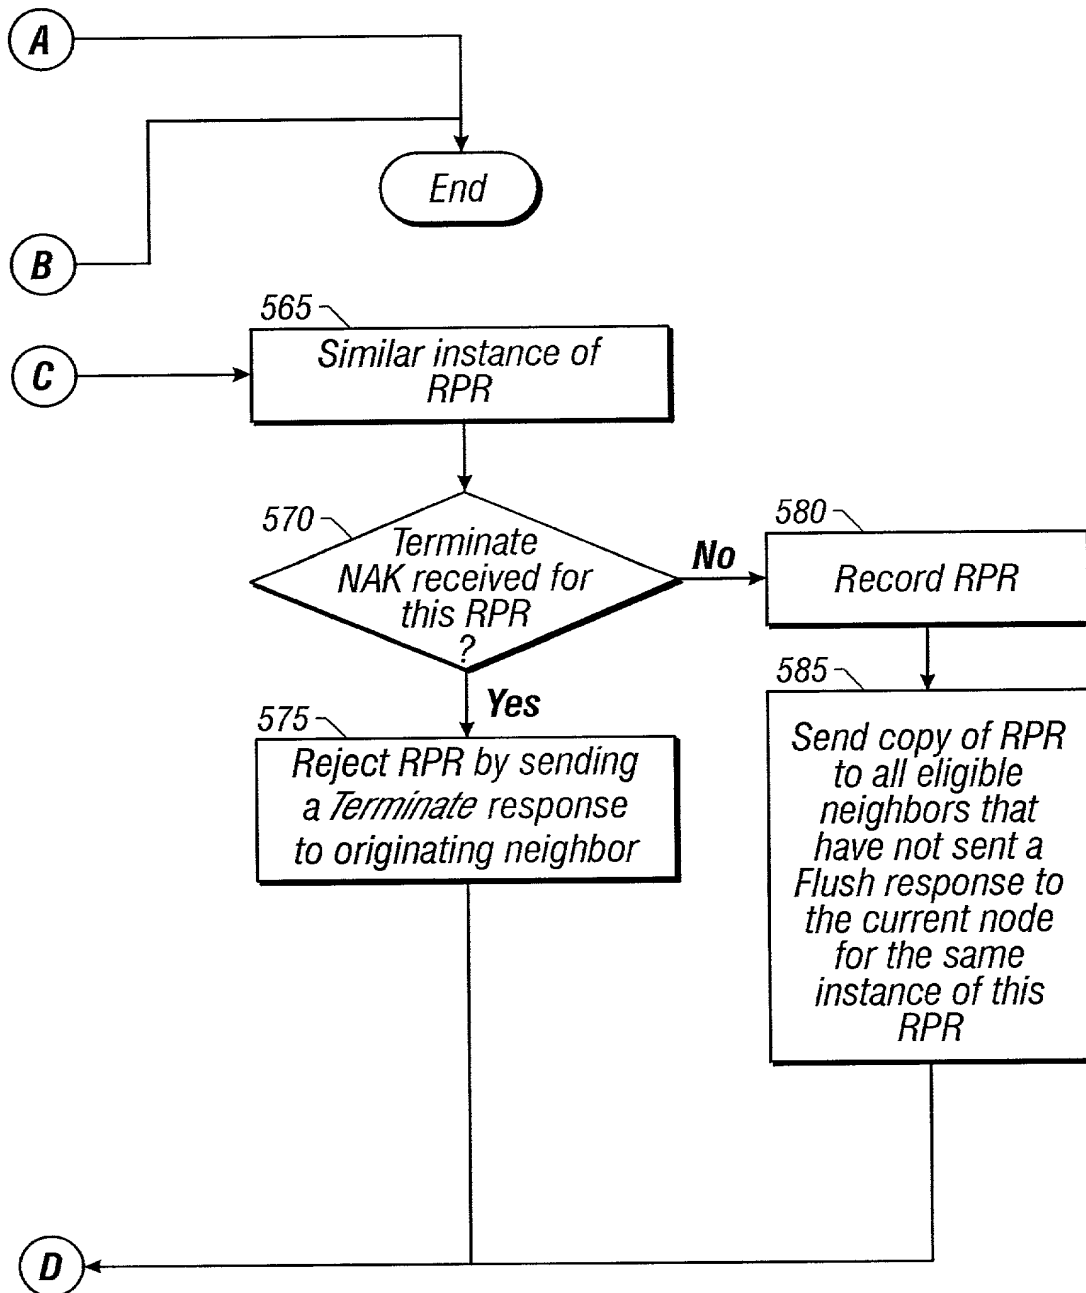 A
End
B
565
C
Similar instance of
RPR
570
Terminate
NAK received for
this RPR
?
No
580
Record RPR
Yes
575
Reject RPR by sending
a Terminate response
to originating neighbor
585
Send copy of RPR
to all eligible
neighbors that
have not sent a
Flush response to
the current node
for the same
instance of this
RPR
D